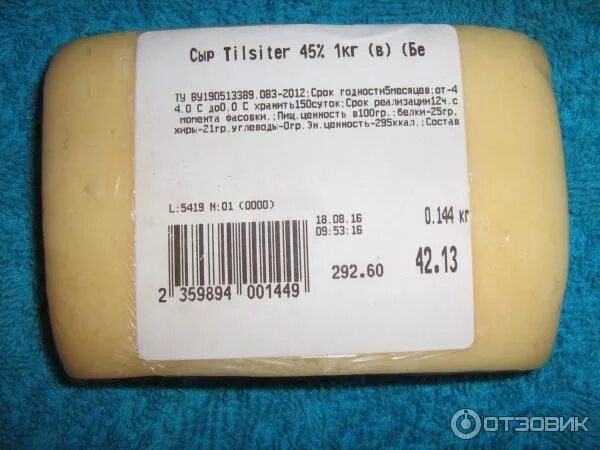 Сыр Tilsiter 45% 1кг (в) (Бе
ТУ BY190513389.083-2012;Срок годности5месяцев;от-4
4.0 С до0.0 С хранить150суток;Срок реализации12ч.с
момента фасовки.;Пищ.ценность в100гр.:белки-25гр,
жиры-21гр,углеводы-0гр.Эн.ценность-295ккал.;Состав
L:5419 N:01 (0000)
18.08.16
09:53:16
0.144 кг
292.60
42.13
2 359894 001449
ОТЗОВИК